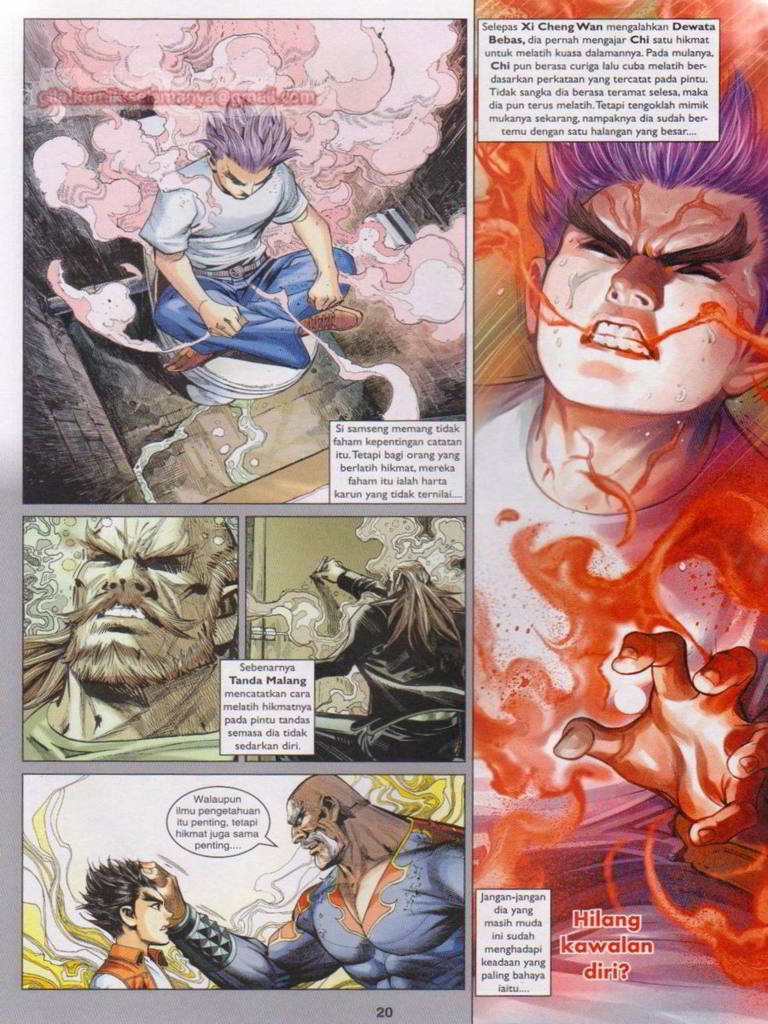 gila.komik.selamanya@gmail.com
Selepas Xi Cheng Wan mengalahkan Dewata
Bebas, dia pernah mengajar Chi satu hikmat
untuk melatih kuasa dalamannya. Pada mulanya,
Chi pun berasa curiga lalu cuba melatih ber-
dasarkan perkataan yang tercatat pada pintu.
Tidak sangka dia berasa teramat selesa, maka
dia pun terus melatih. Tetapi tengoklah mimik
mukanya sekarang, nampaknya dia sudah ber-
temu dengan satu halangan yang besar....
Si samseng memang tidak
faham kepentingan catatan
itu. Tetapi bagi orang yang
berlatih hikmat, mereka
faham itu ialah harta
karun yang tidak ternilai....
Sebenarnya
Tanda Malang
mencatatkan cara
melatih hikmatnya
pada pintu tandas
semasa dia tidak
sedarkan diri.
Walaupun
ilmu pengetahuan
itu penting, tetapi
hikmat juga sama
penting....
Jangan-jangan
dia yang
masih muda
ini sudah
menghadapi
keadaan yang
paling bahaya
iaitu....
Hilang
kawalan
diri?
20